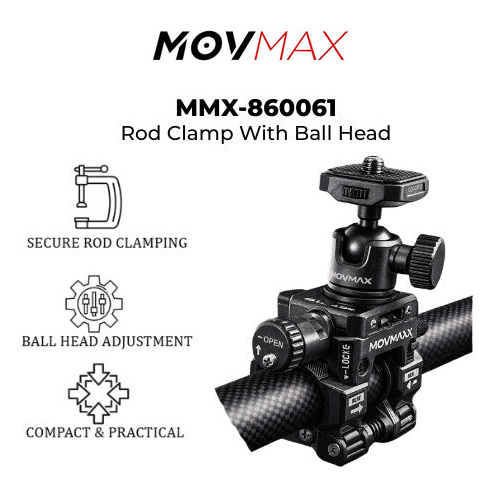 MOVMAX
MMX-860061
Rod Clamp With Ball Head
SECURE ROD CLAMPING
BALL HEAD ADJUSTMENT
COMPACT & PRACTICAL
MOVMAX
OPEN
LOCK
MOVMAXX